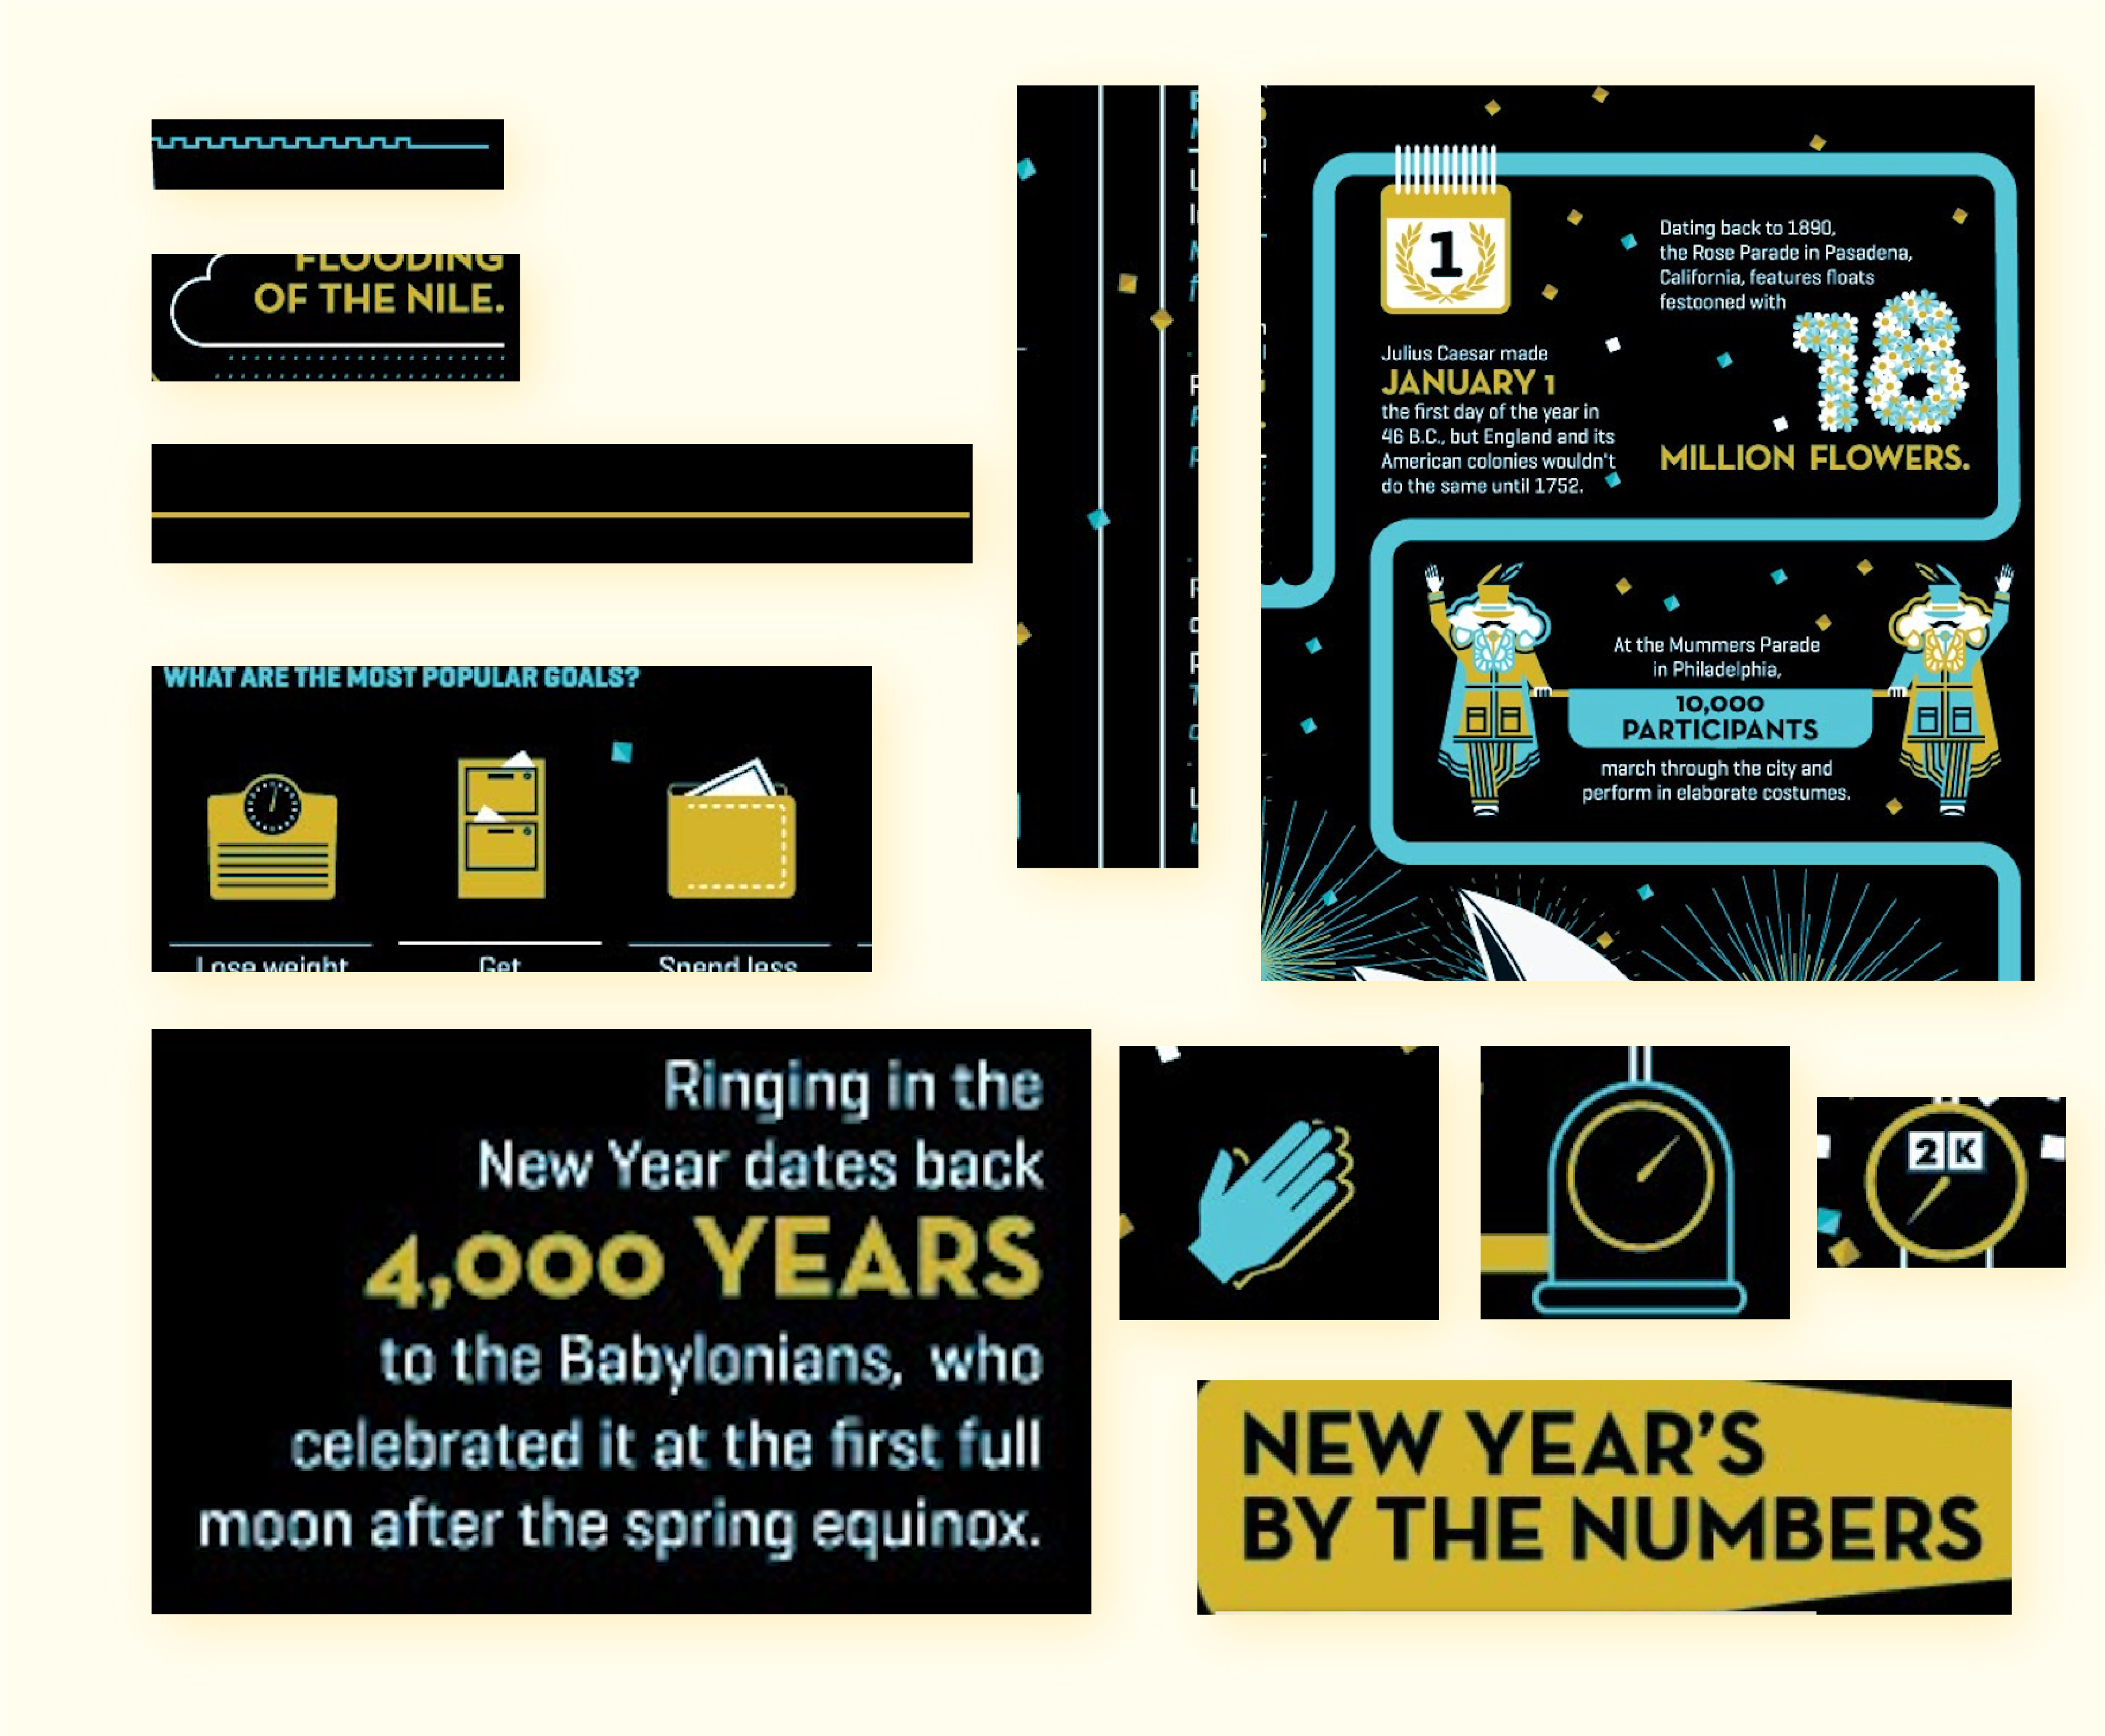 FLOODING
OF THE NILE.
WHAT ARE THE MOST POPULAR GOALS?
Lose weight
Get
Spend less
1
Julius Caesar made
JANUARY 1
the first day of the year in
46 B.C., but England and its
American colonies wouldn't
do the same until 1752.
Dating back to 1890,
the Rose Parade in Pasadena,
California, features floats
festooned with
18
MILLION FLOWERS.
At the Mummers Parade
in Philadelphia,
10,000
PARTICIPANTS
march through the city and
perform in elaborate costumes.
Ringing in the
New Year dates back
4,000 YEARS
to the Babylonians, who
celebrated it at the first full
moon after the spring equinox.
2K
NEW YEAR'S
BY THE NUMBERS